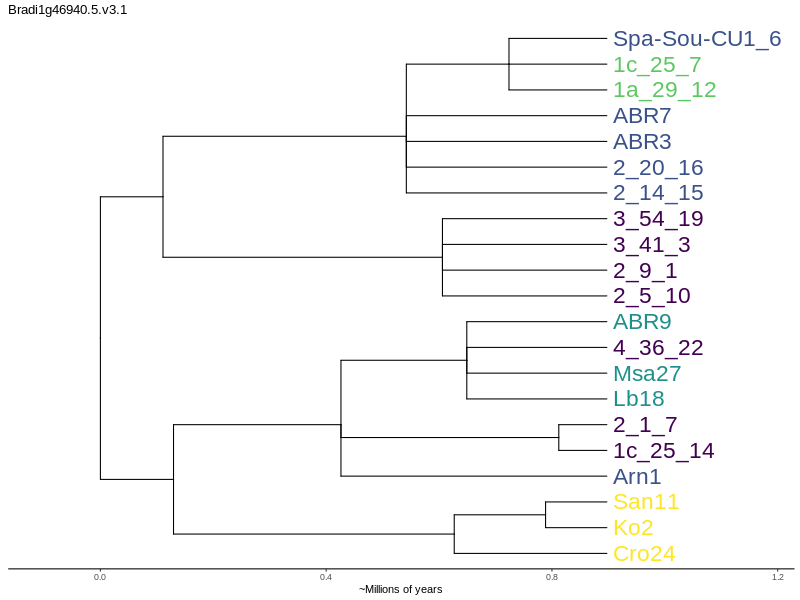 Bradi1g46940.5.v3.1
Spa-Sou-CU1_6
1c_25_7
1a_29_12
ABR7
ABR3
2_20_16
2_14_15
3_54_19
3_41_3
2_9_1
2_5_10
ABR9
4_36_22
Msa27
Lb18
2_1_7
1c_25_14
Arn1
San11
Ko2
Cro24
0.0 0.4 0.8 1.2
~Millions of years